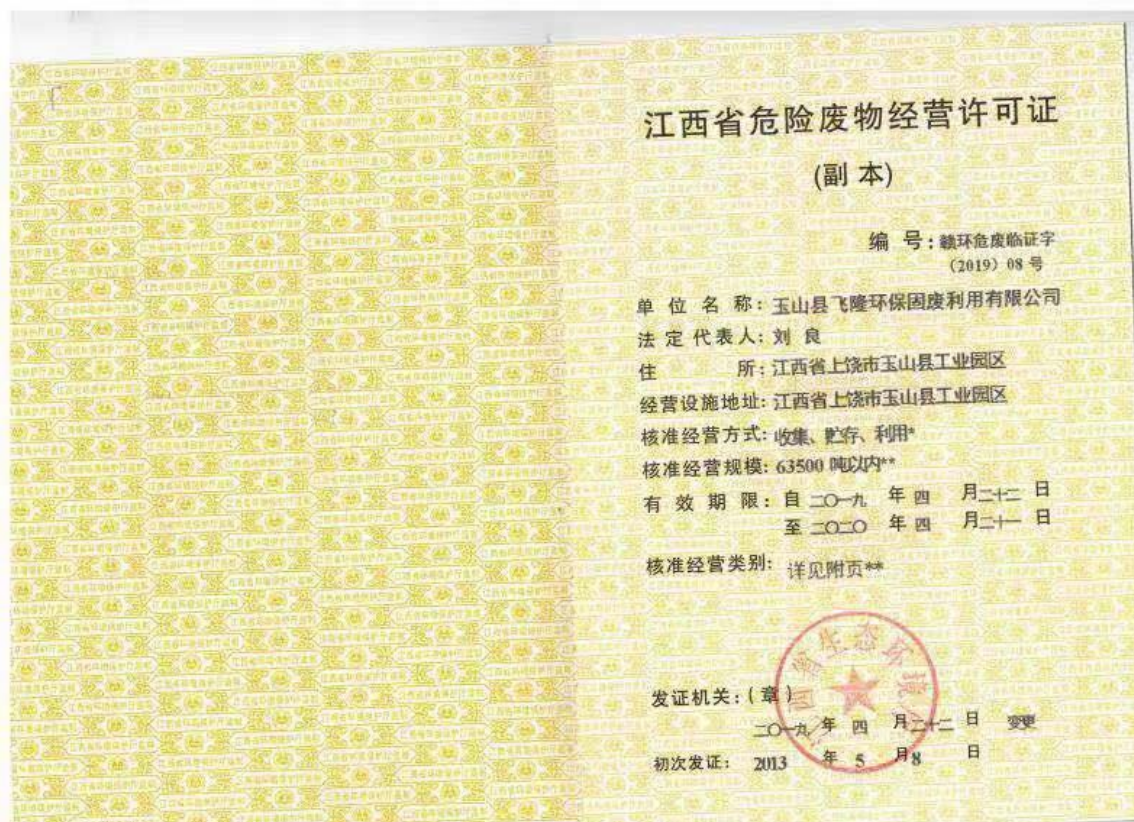 江西省危险废物经营许可证
(副 本)
编 号：赣环危废临证字
（2019）08 号
单 位 名 称：玉山县飞隆环保固废利用有限公司
法 定 代 表 人：刘 良
住 所：江西省上饶市玉山县工业园区
经营设施地址：江西省上饶市玉山县工业园区
核准经营方式：收集、贮存、利用*
核准经营规模：63500 吨以内**
有 效 期 限：自 二〇一九 年 四 月 二十二 日
至 二〇二〇 年 四 月 二十一 日
核准经营类别：详见附页**
江西省生态环境厅
发证机关：(章)
二〇一九 年 四 月 二十二 日 变更
初次发证： 2013 年 5 月 8 日